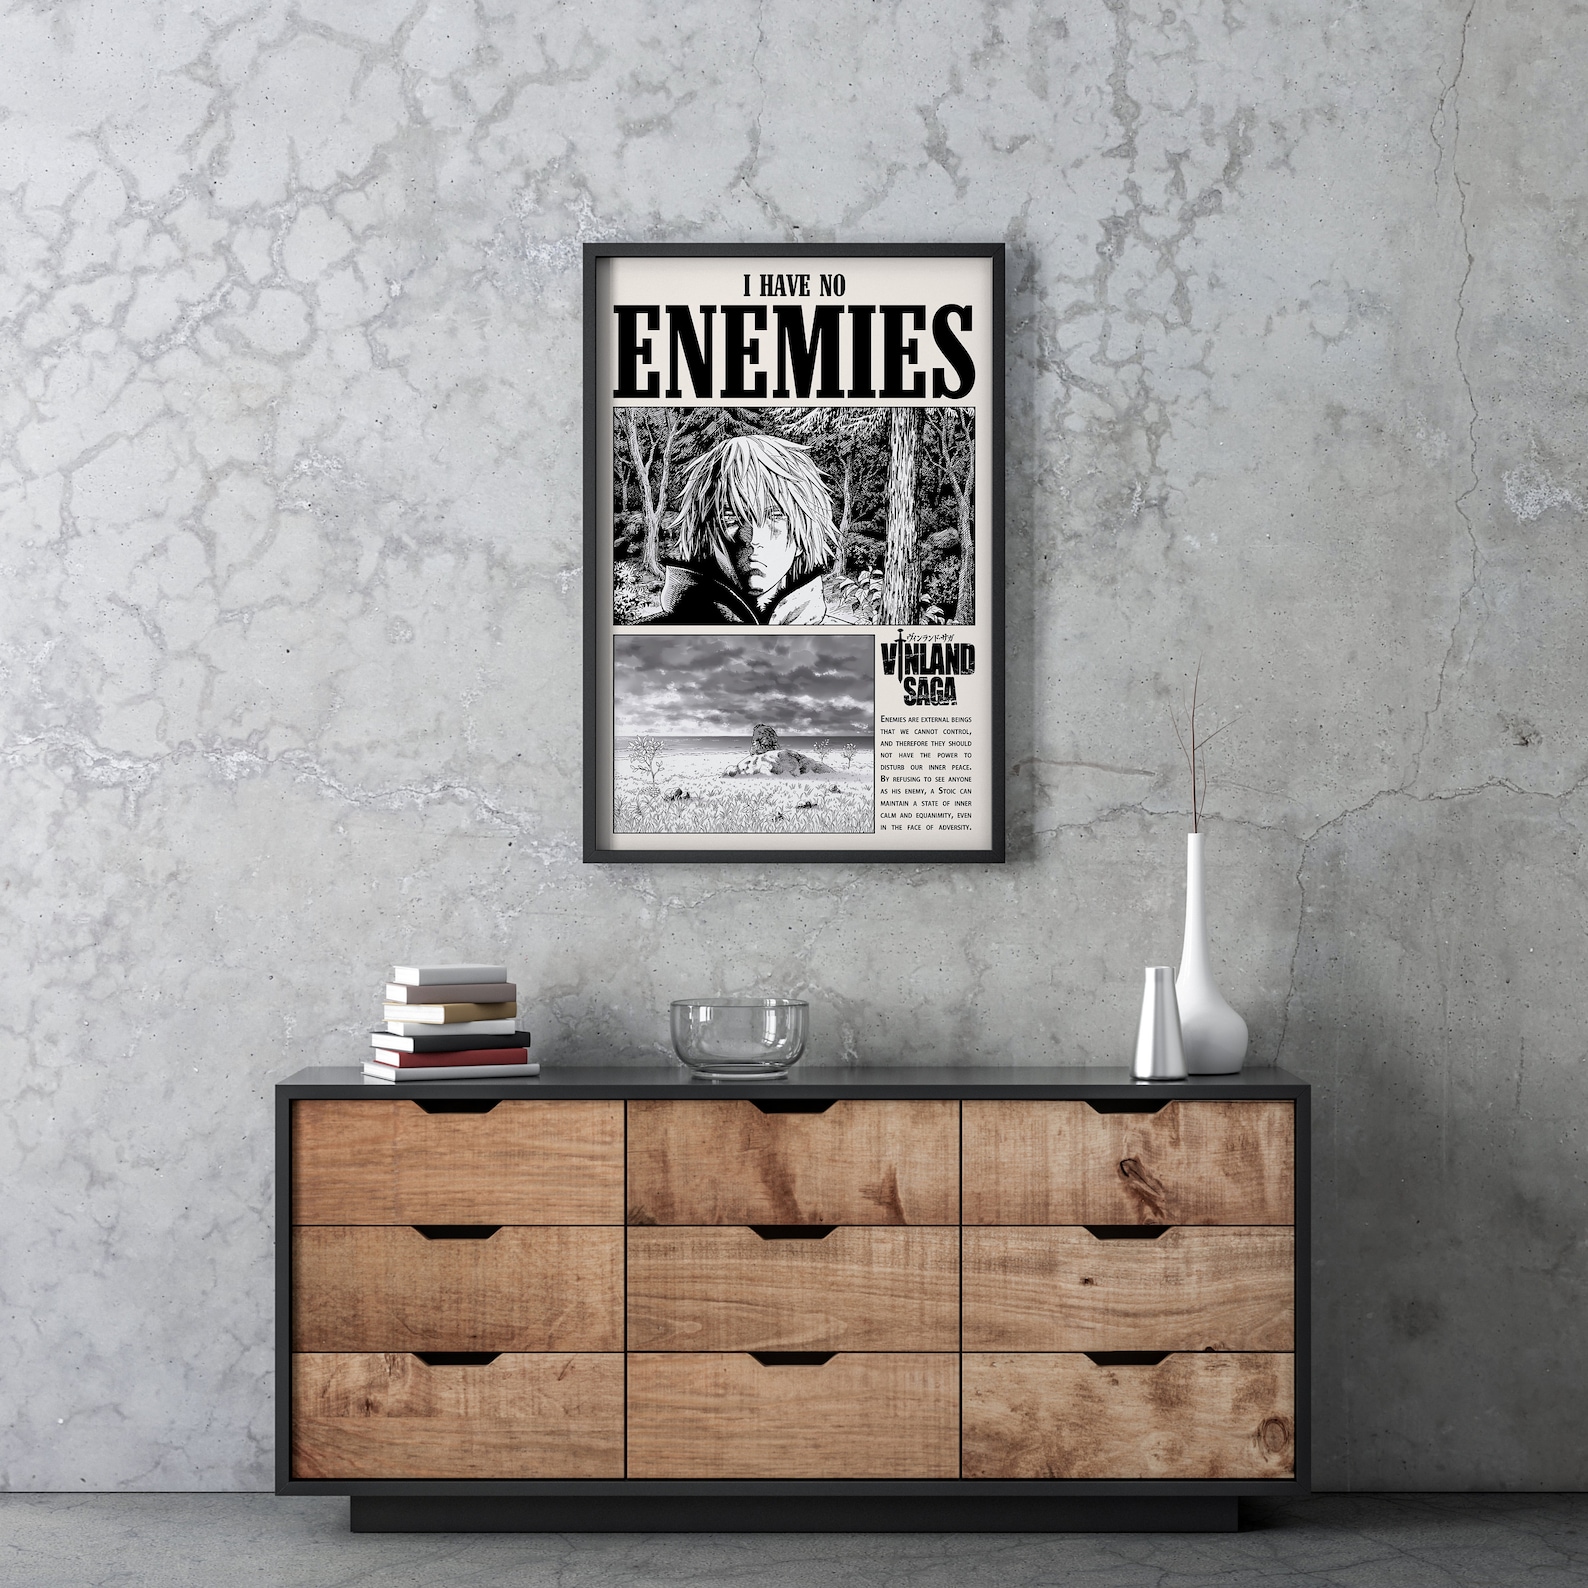 I HAVE NO
ENEMIES
ヴィンランド・サガ
VINLAND
SAGA
ENEMIES ARE EXTERNAL BEINGS
THAT WE CANNOT CONTROL,
AND THEREFORE THEY SHOULD
NOT HAVE THE POWER TO
DISTURB OUR INNER PEACE.
BY REFUSING TO SEE ANYONE
AS HIS ENEMY, A STOIC CAN
MAINTAIN A STATE OF INNER
CALM AND EQUANIMITY, EVEN
IN THE FACE OF ADVERSITY.